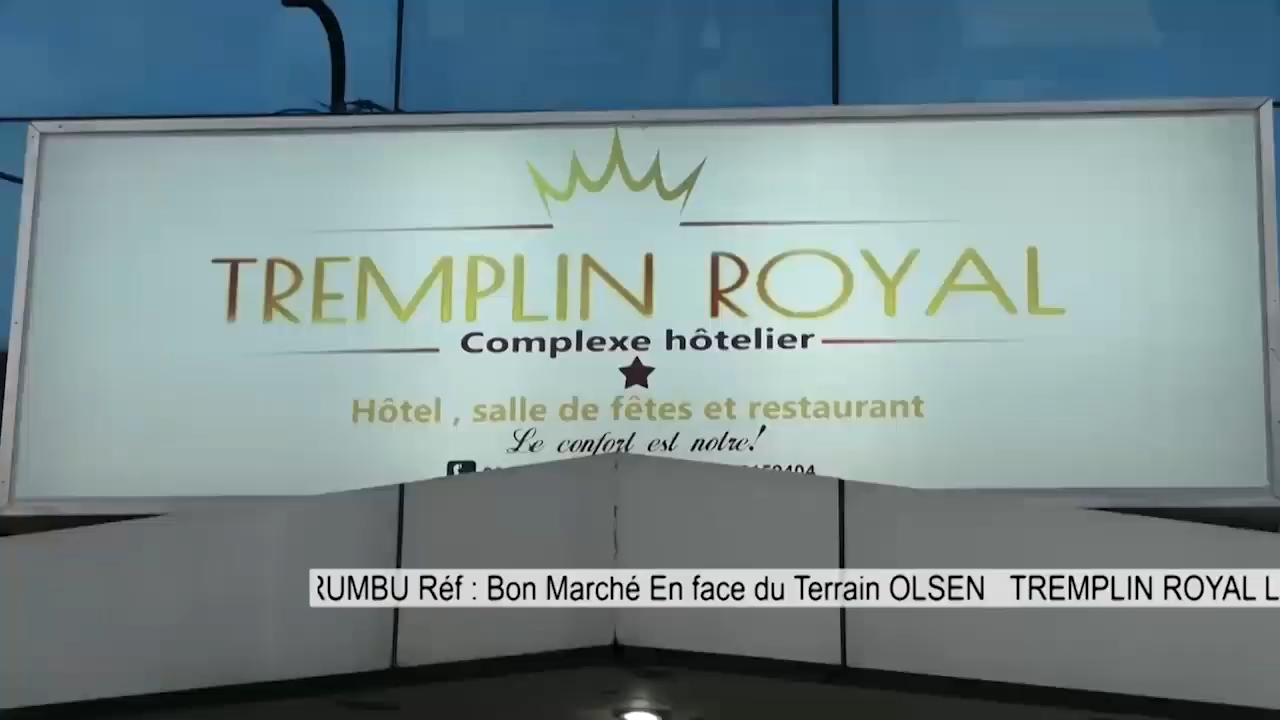 TREMPLIN ROYAL
Complexe hôtelier
Hôtel , salle de fêtes et restaurant
Le confort est notre!
RUMBU Réf : Bon Marché En face du Terrain OLSEN TREMPLIN ROYAL L